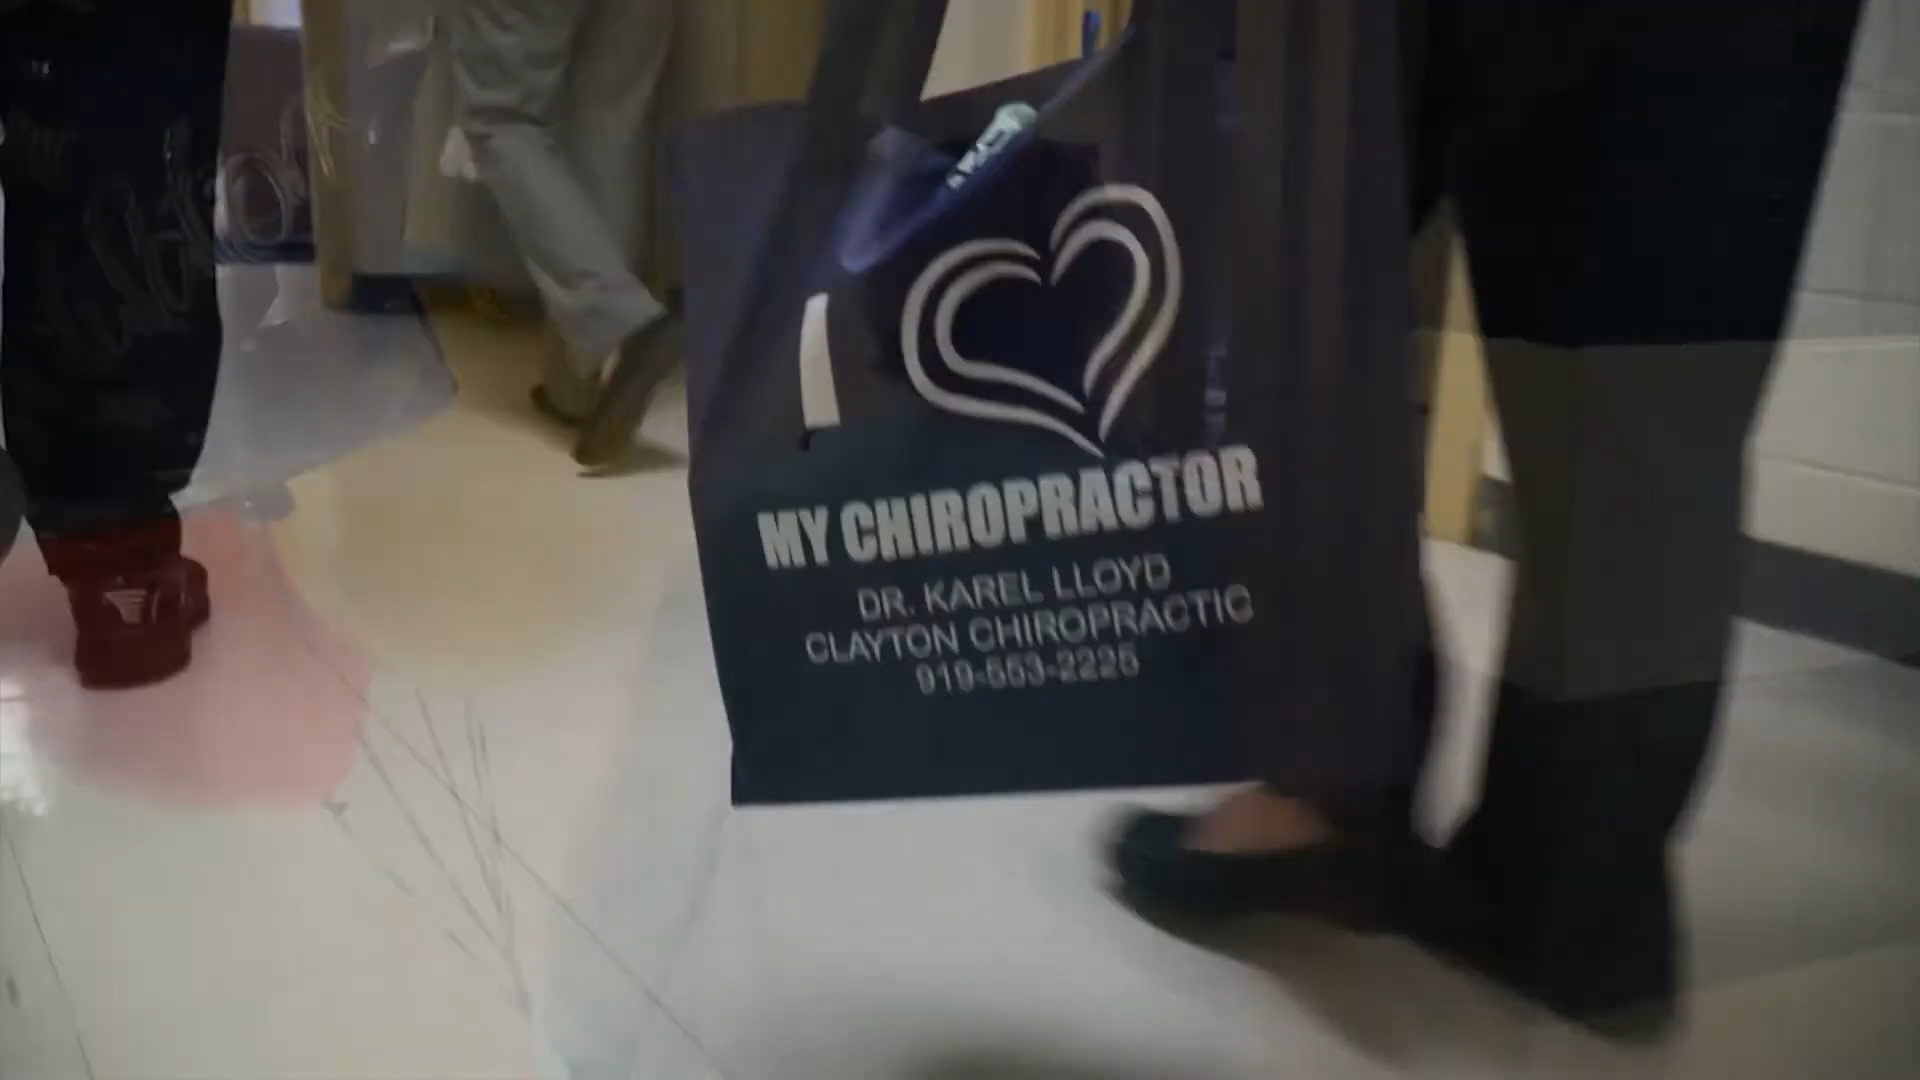 I
MY CHIROPRACTOR
DR. KAREL LLOYD
CLAYTON CHIROPRACTIC
919-553-2225